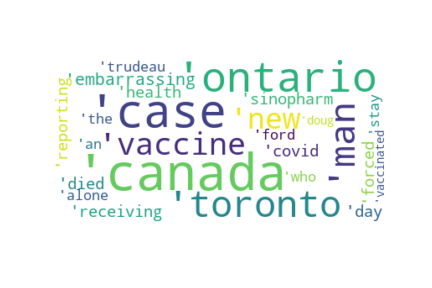 'trudeau
'embarrassing
'ontario
'health
'sinopharm
'reporting
'case
'new
'doug
'man
'stay
'the
'an
'vaccine
'ford
'covid
'forced
'vaccinated
'canada
'who
'died
'alone
'receiving
'toronto
'day